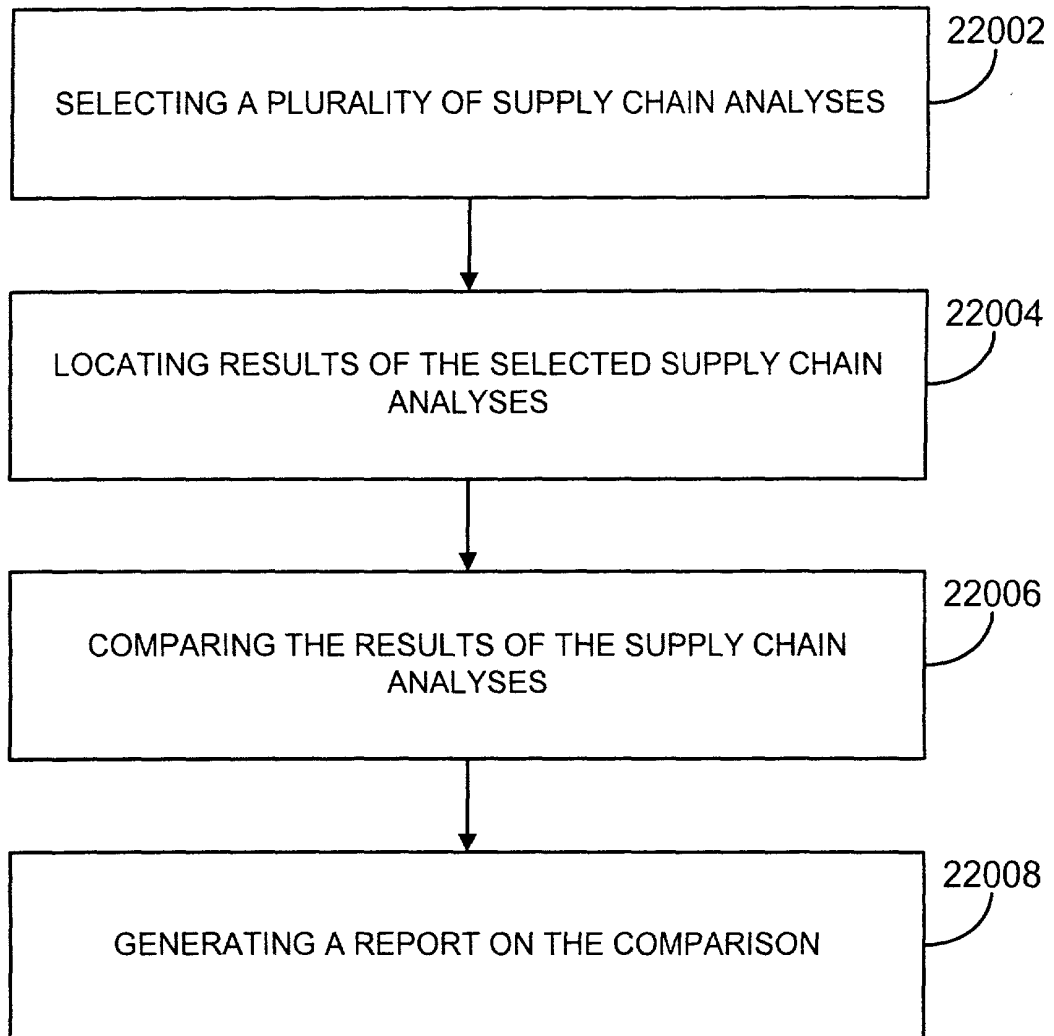 22002
SELECTING A PLURALITY OF SUPPLY CHAIN ANALYSES
22004
LOCATING RESULTS OF THE SELECTED SUPPLY CHAIN
ANALYSES
22006
COMPARING THE RESULTS OF THE SUPPLY CHAIN
ANALYSES
22008
GENERATING A REPORT ON THE COMPARISON